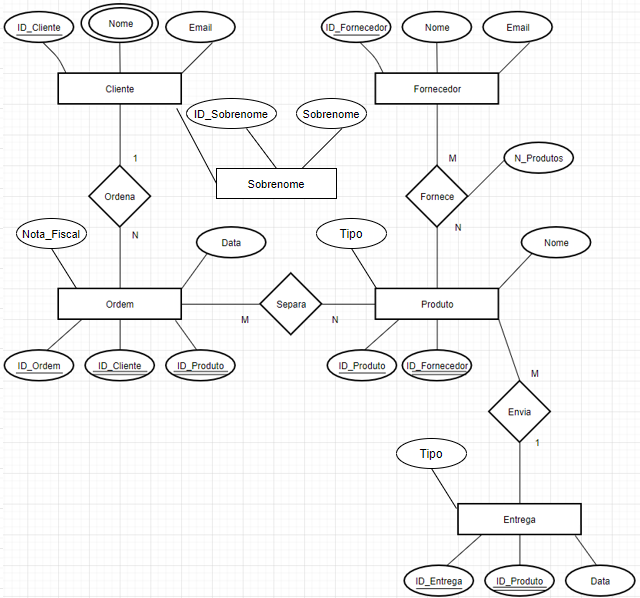 ID_Cliente
Nome
Email
ID_Fornecedor
Nome
Email
Cliente
Fornecedor
ID_Sobrenome
Sobrenome
1
M
N_Produtos
Sobrenome
Ordena
Fornece
Nota_Fiscal
N
Data
Tipo
N
Nome
Ordem
Separa
Produto
M
N
ID_Ordem
ID_Cliente
ID_Produto
ID_Produto
ID_Fornecedor
M
Envia
1
Tipo
Entrega
ID_Entrega
ID_Produto
Data